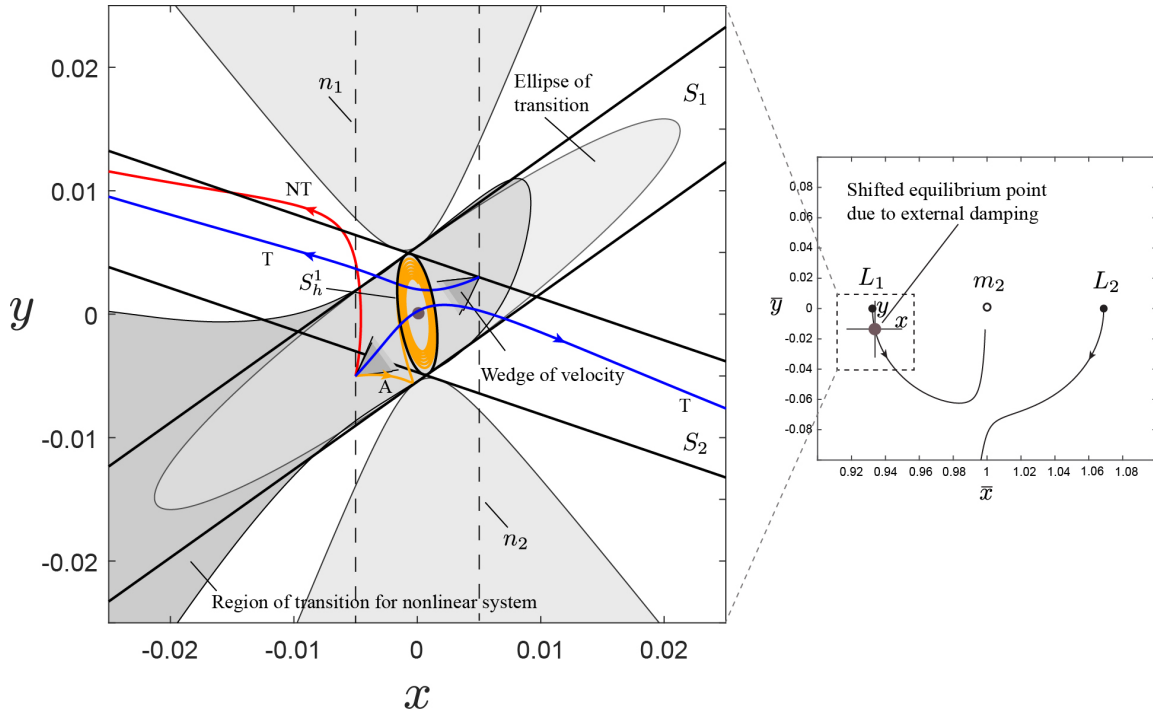 0.02
0.01
0
-0.01
-0.02
y
-0.02
-0.01
0
0.01
0.02
x
n₁
Ellipse of
transition
S₁
NT
T
S_h^1
Wedge of velocity
A
T
S₂
n₂
Region of transition for nonlinear system
0.08
0.06
0.04
0.02
0
-0.02
-0.04
-0.06
-0.08
y̅
Shifted equilibrium point
due to external damping
L₁
m₂
L₂
y
x
0.92
0.94
0.96
0.98
1
1.02
1.04
1.06
1.08
x̅